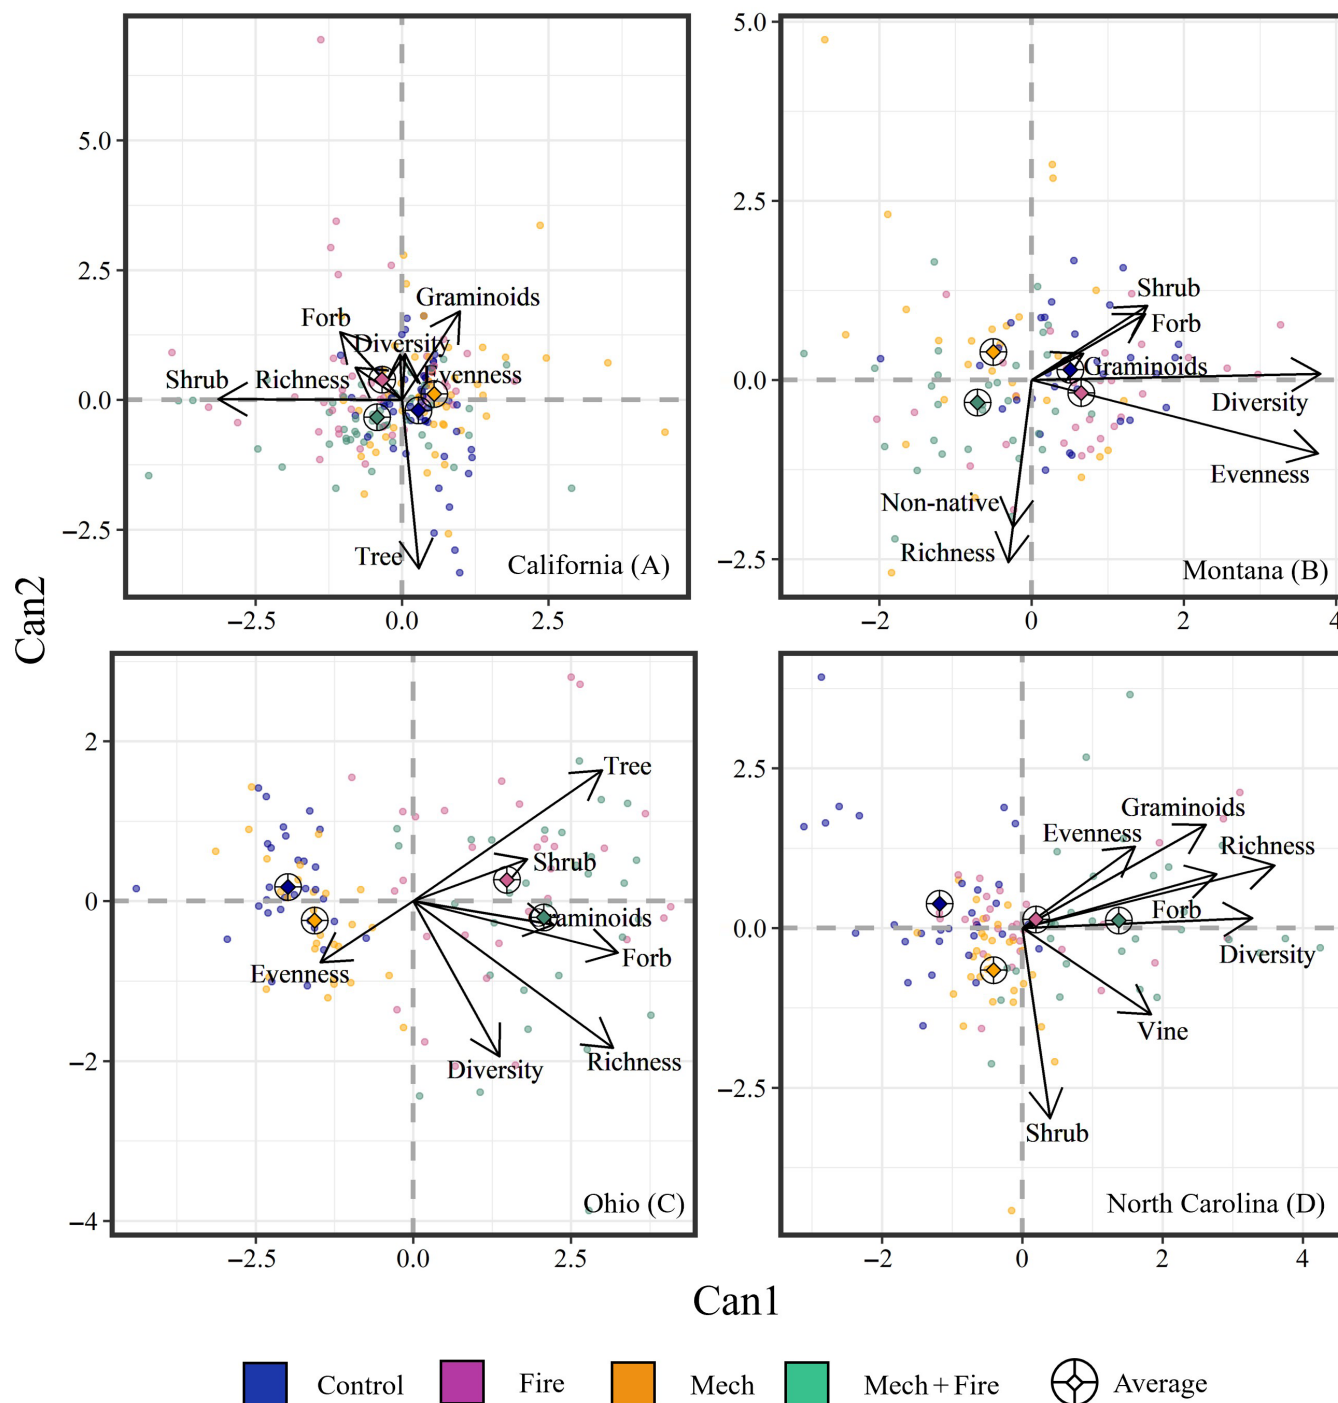 Can2
5.0
2.5
0.0
−2.5
Graminoids
Forb
Diversity
Evenness
Shrub
Richness
Tree
California (A)
−2.5
0.0
2.5
5.0
2.5
0.0
−2.5
Shrub
Forb
Graminoids
Diversity
Evenness
Non-native
Richness
Montana (B)
−2
0
2
4
2
0
−2
−4
Tree
Shrub
Graminoids
Forb
Evenness
Diversity
Richness
Ohio (C)
−2.5
0.0
2.5
2.5
0.0
−2.5
Graminoids
Evenness
Richness
Forb
Diversity
Vine
Shrub
North Carolina (D)
−2
0
2
4
Can1
Control
Fire
Mech
Mech + Fire
Average